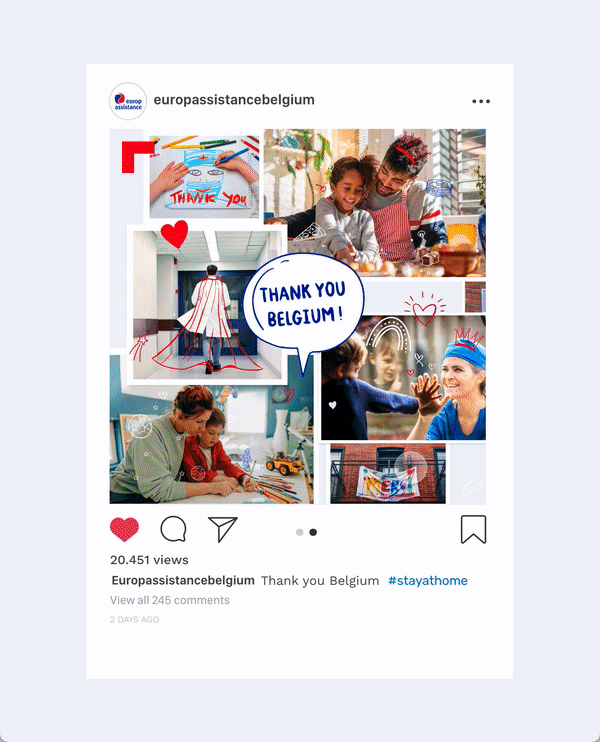 europ
assistance
europassistancebelgium
THANK YOU
THANK YOU
BELGIUM!
20.451 views
Europassistancebelgium Thank you Belgium #stayathome
View all 245 comments
2 DAYS AGO